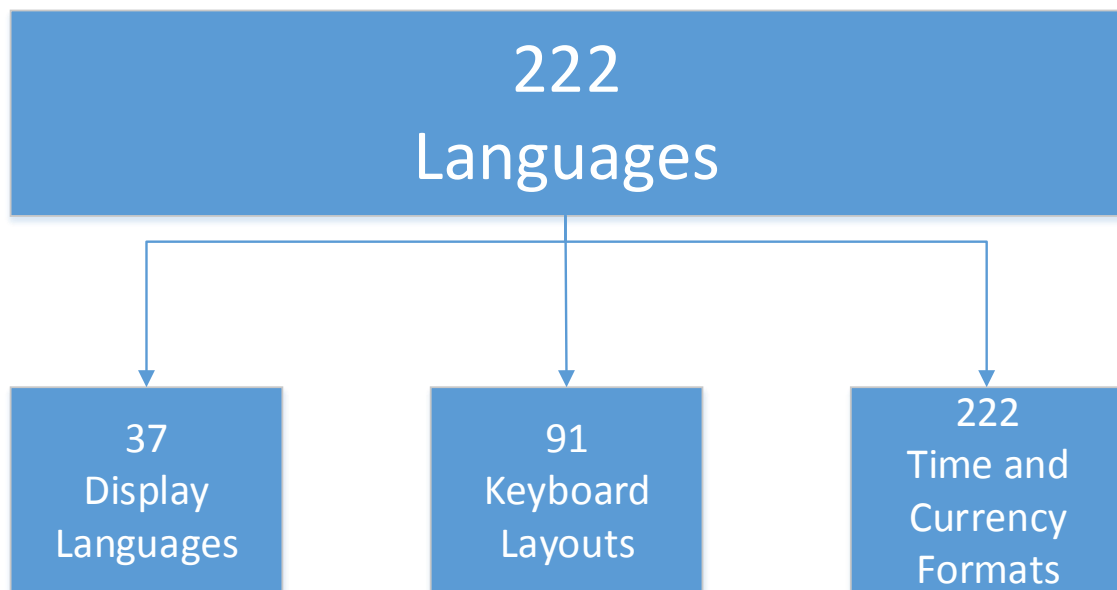 222
Languages
37
Display
Languages
91
Keyboard
Layouts
222
Time and
Currency
Formats